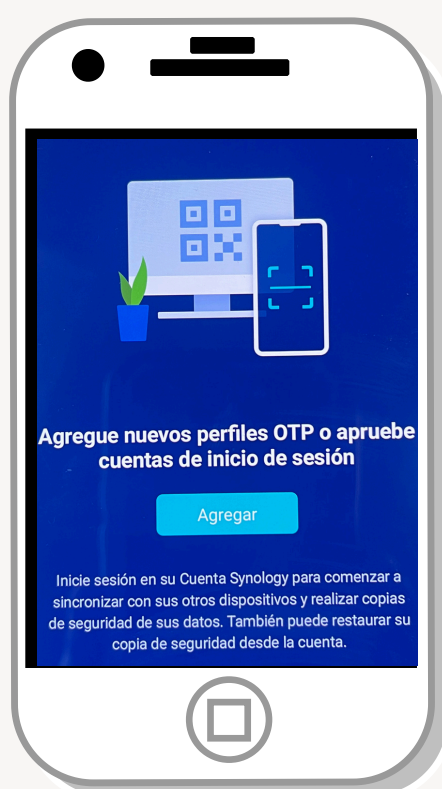 Agregue nuevos perfiles OTP o apruebe
cuentas de inicio de sesión
Agregar
Inicie sesión en su Cuenta Synology para comenzar a
sincronizar con sus otros dispositivos y realizar copias
de seguridad de sus datos. También puede restaurar su
copia de seguridad desde la cuenta.